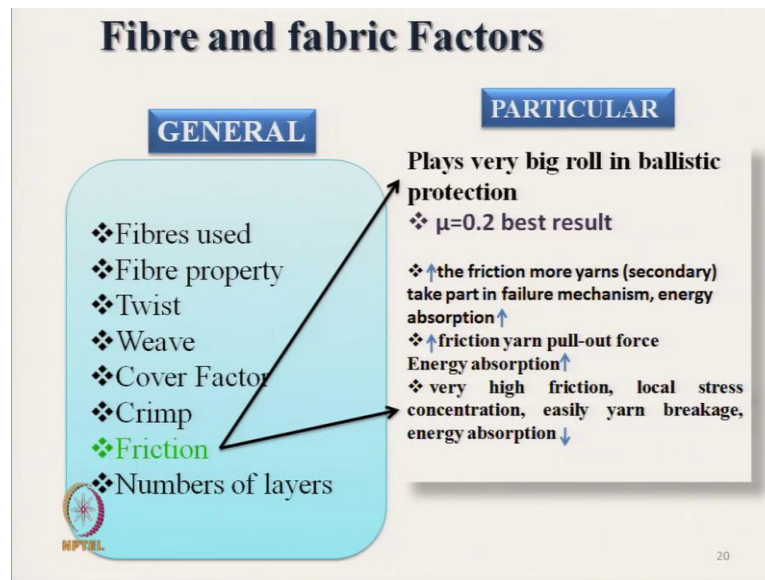 Fibre and fabric Factors
GENERAL
❖Fibres used
❖Fibre property
❖Twist
❖Weave
❖Cover Factor
❖Crimp
❖Friction
❖Numbers of layers
PARTICULAR
Plays very big roll in ballistic
protection
❖ μ=0.2 best result
❖↑the friction more yarns (secondary)
take part in failure mechanism, energy
absorption↑
❖↑friction yarn pull-out force
Energy absorption↑
❖ very high friction, local stress
concentration, easily yarn breakage,
energy absorption↓
NPTEL
20